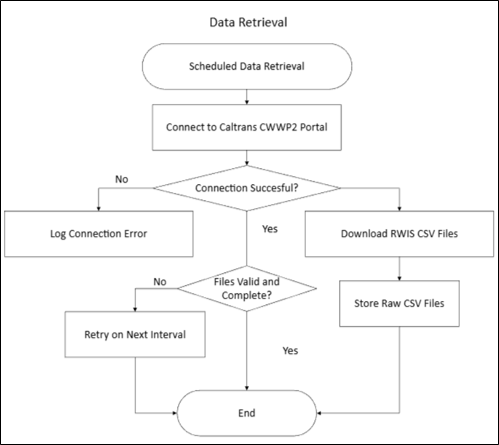 Data Retrieval
Scheduled Data Retrieval
Connect to Caltrans CWWP2 Portal
Connection Succesful?
No
Log Connection Error
Yes
Download RWIS CSV Files
Files Valid and
Complete?
No
Store Raw CSV Files
Retry on Next Interval
Yes
End